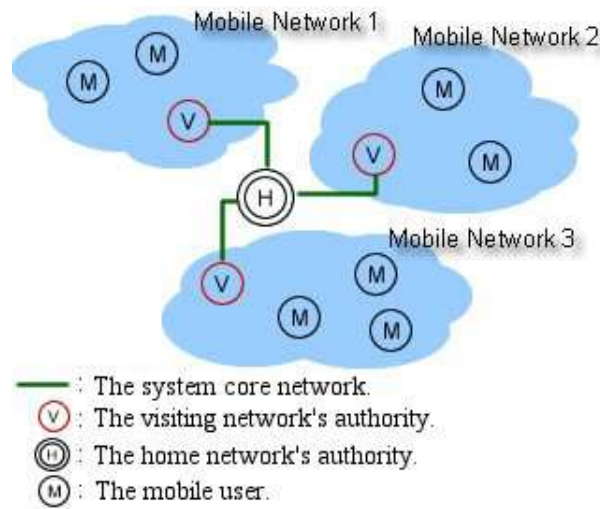 Mobile Network 1
Mobile Network 2
M
M
M
V
V
M
H
Mobile Network 3
V
M
M
M
: The system core network.
V : The visiting network's authority.
H : The home network's authority.
M : The mobile user.